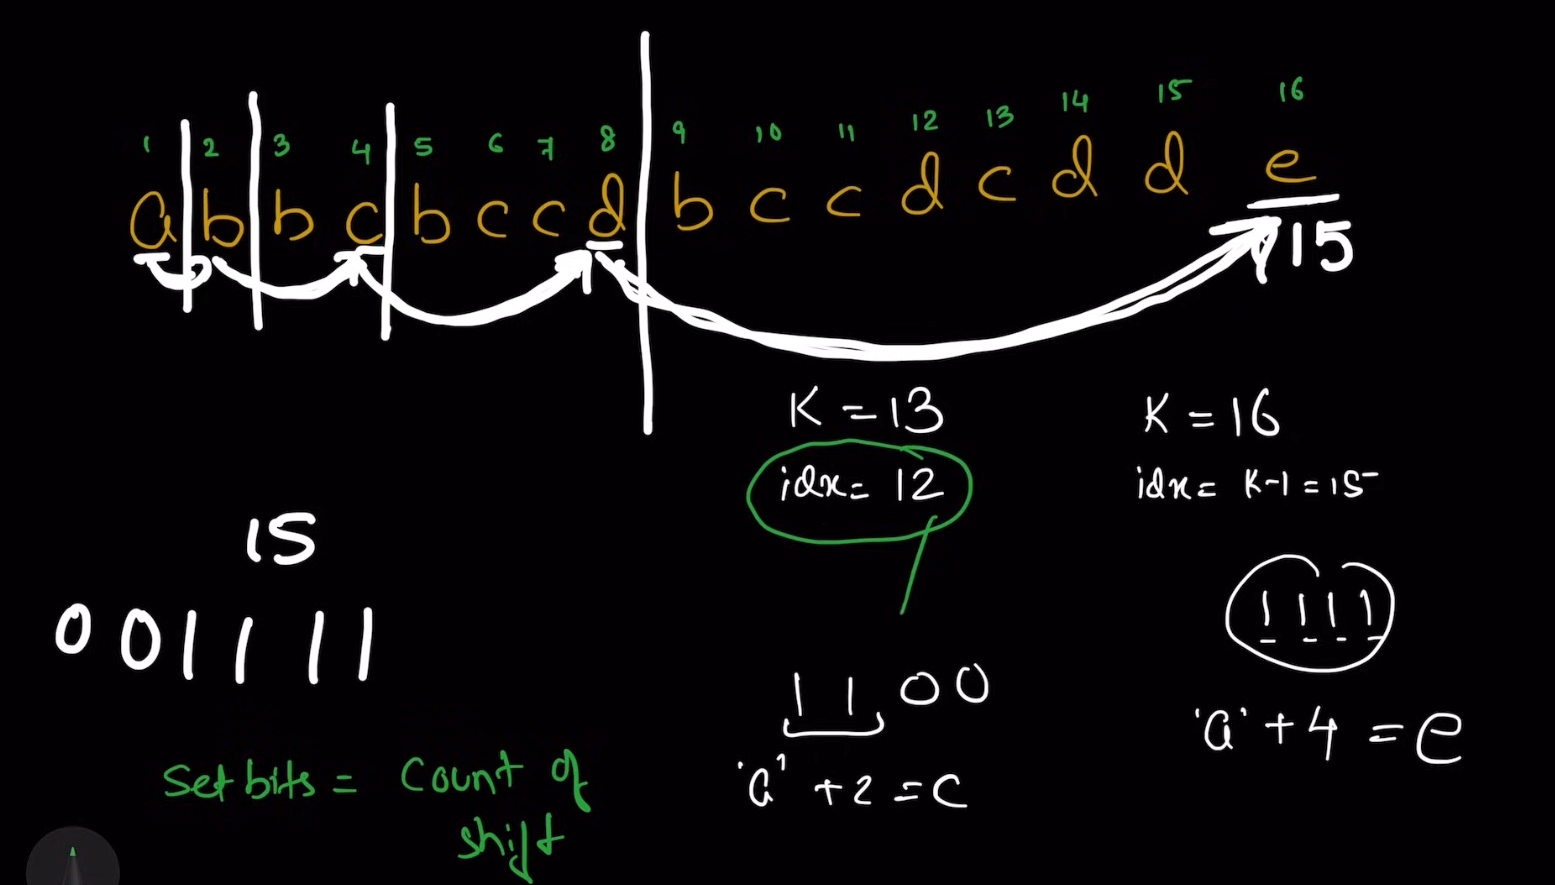 1 2 3 4 5 6 7 8 9 10 11 12 13 14 15 16
a b b c b c c d b c c d c d d e
15
K = 13
K = 16
idx = 12
idx = K-1 = 15
15
0 0 1 1 1 1
1 1 1 1
1 1 0 0
'a' + 4 = e
Set bits = Count of
'a' + 2 = c
shift